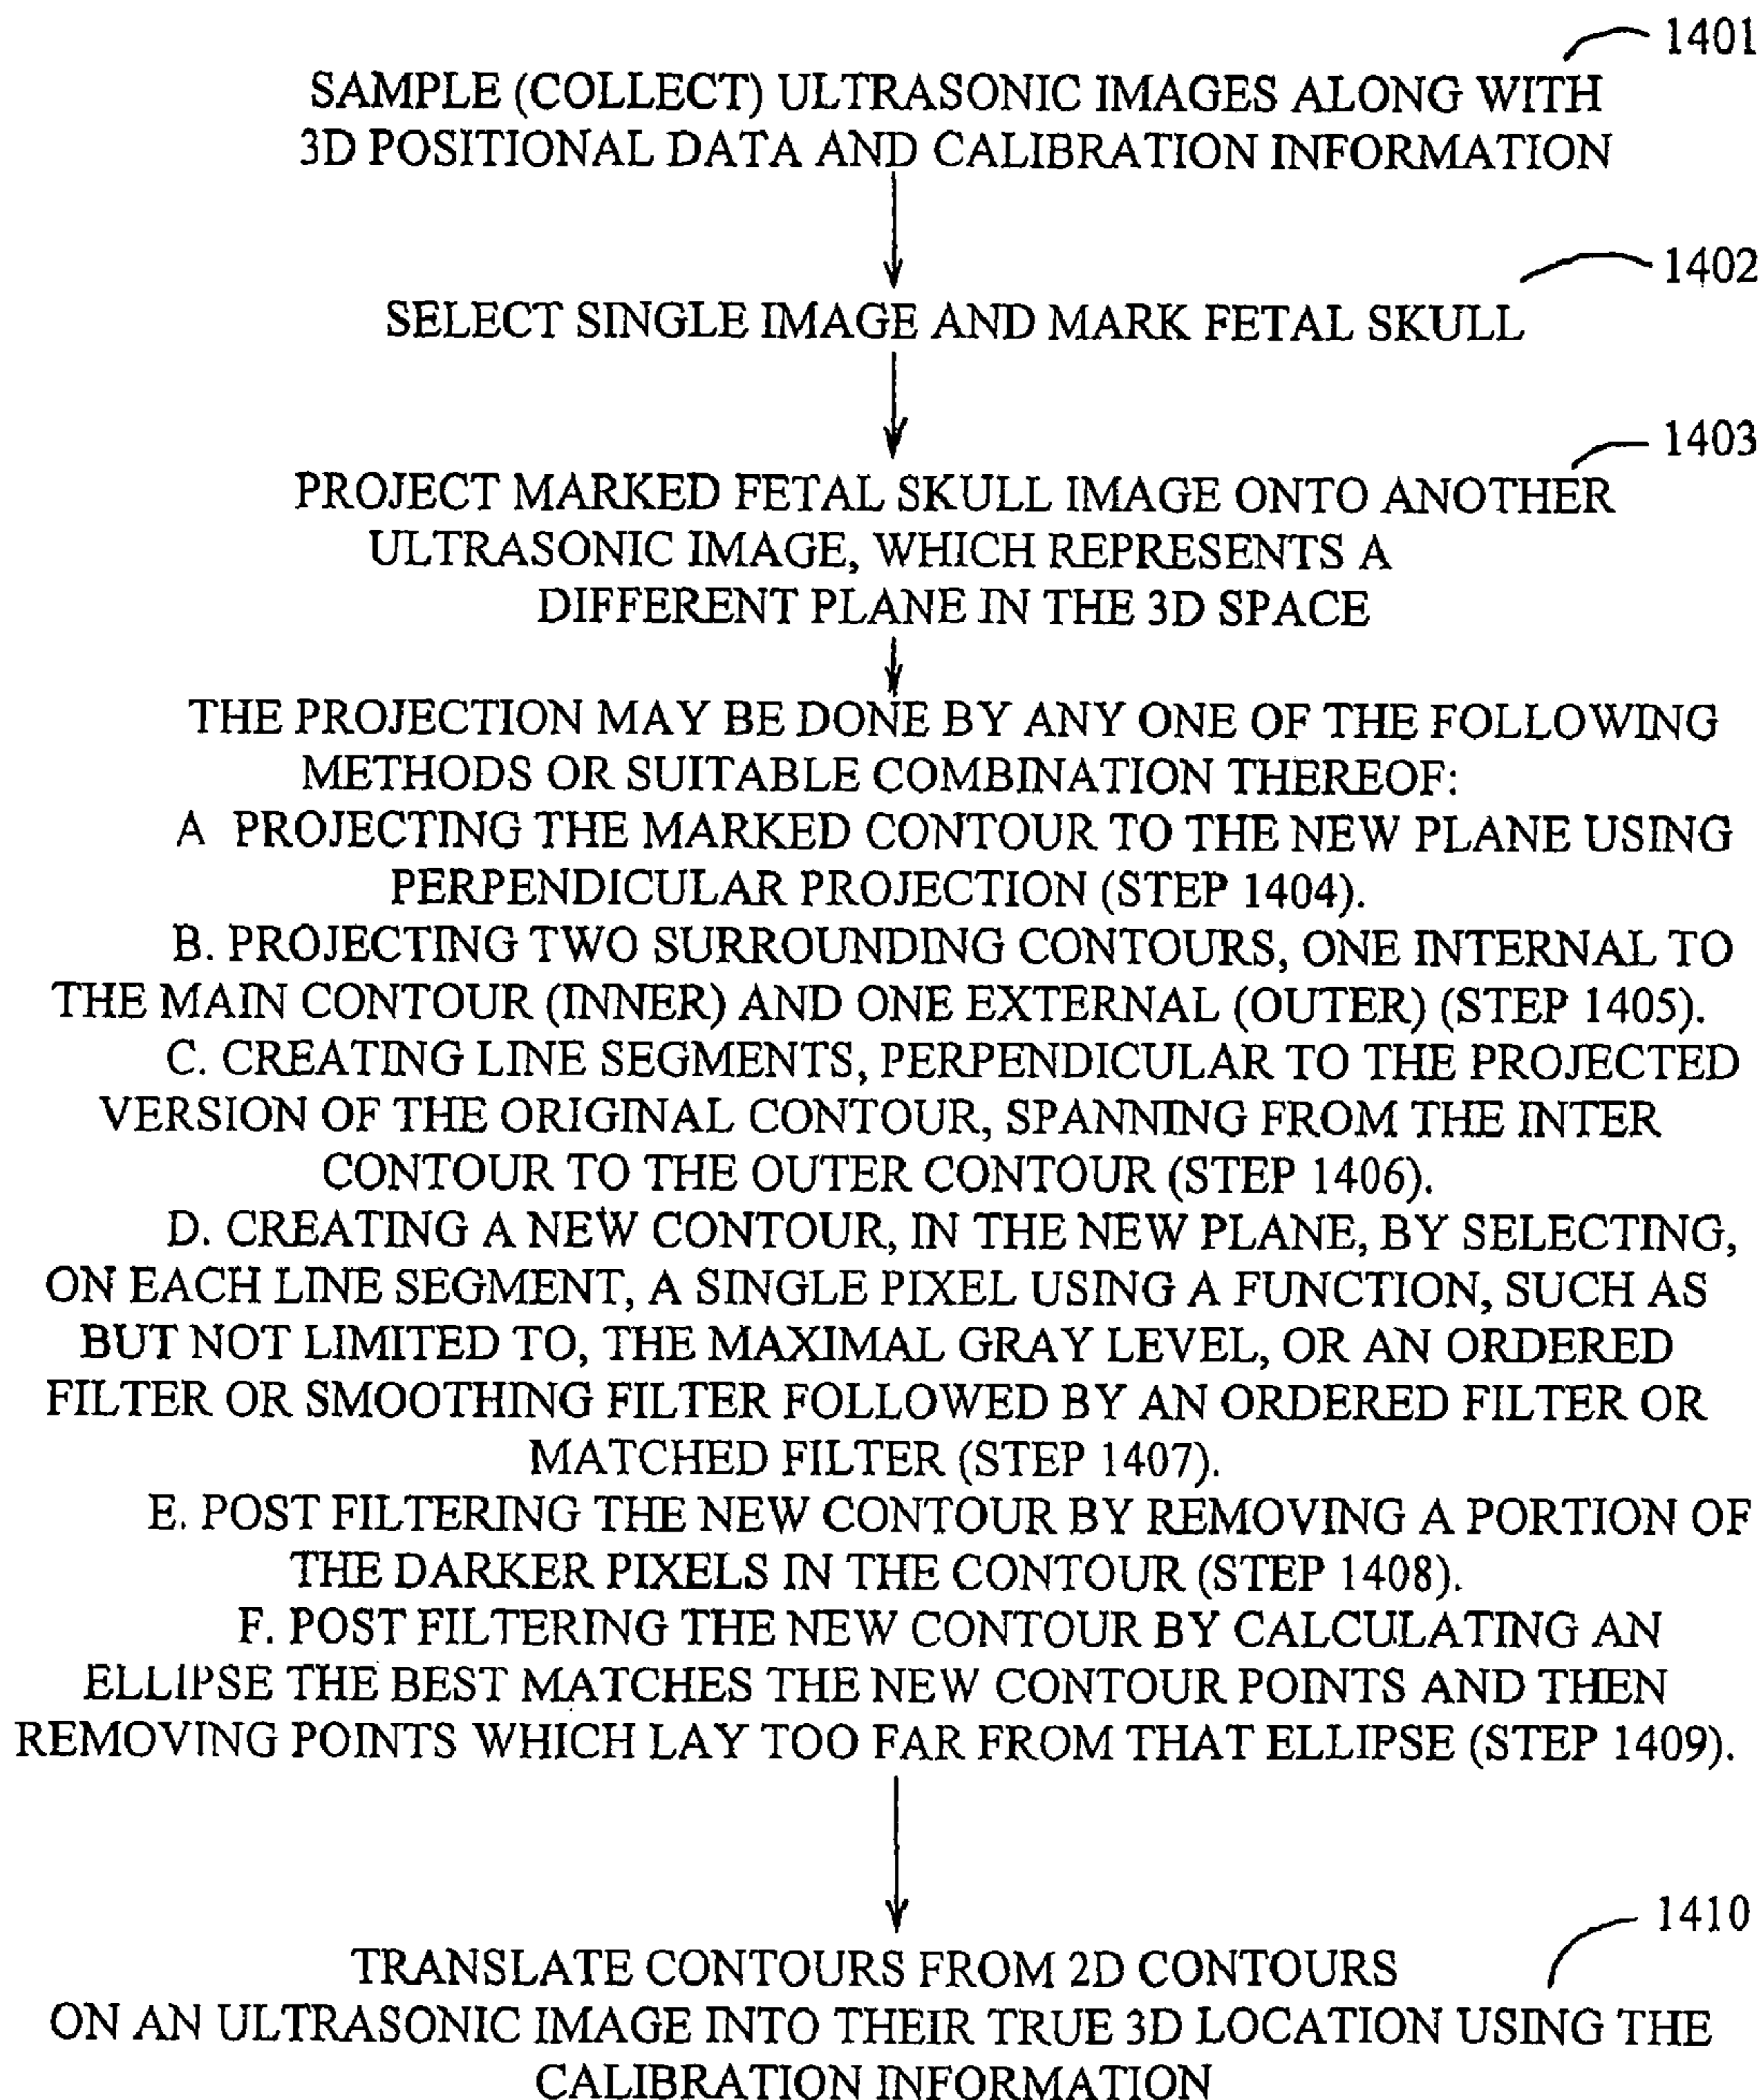 1401
SAMPLE (COLLECT) ULTRASONIC IMAGES ALONG WITH
3D POSITIONAL DATA AND CALIBRATION INFORMATION
1402
SELECT SINGLE IMAGE AND MARK FETAL SKULL
1403
PROJECT MARKED FETAL SKULL IMAGE ONTO ANOTHER
ULTRASONIC IMAGE, WHICH REPRESENTS A
DIFFERENT PLANE IN THE 3D SPACE
THE PROJECTION MAY BE DONE BY ANY ONE OF THE FOLLOWING
METHODS OR SUITABLE COMBINATION THEREOF:
A PROJECTING THE MARKED CONTOUR TO THE NEW PLANE USING
PERPENDICULAR PROJECTION (STEP 1404).
B. PROJECTING TWO SURROUNDING CONTOURS, ONE INTERNAL TO
THE MAIN CONTOUR (INNER) AND ONE EXTERNAL (OUTER) (STEP 1405).
C. CREATING LINE SEGMENTS, PERPENDICULAR TO THE PROJECTED
VERSION OF THE ORIGINAL CONTOUR, SPANNING FROM THE INTER
CONTOUR TO THE OUTER CONTOUR (STEP 1406).
D. CREATING A NEW CONTOUR, IN THE NEW PLANE, BY SELECTING,
ON EACH LINE SEGMENT, A SINGLE PIXEL USING A FUNCTION, SUCH AS
BUT NOT LIMITED TO, THE MAXIMAL GRAY LEVEL, OR AN ORDERED
FILTER OR SMOOTHING FILTER FOLLOWED BY AN ORDERED FILTER OR
MATCHED FILTER (STEP 1407).
E. POST FILTERING THE NEW CONTOUR BY REMOVING A PORTION OF
THE DARKER PIXELS IN THE CONTOUR (STEP 1408).
F. POST FILTERING THE NEW CONTOUR BY CALCULATING AN
ELLIPSE THE BEST MATCHES THE NEW CONTOUR POINTS AND THEN
REMOVING POINTS WHICH LAY TOO FAR FROM THAT ELLIPSE (STEP 1409).
1410
TRANSLATE CONTOURS FROM 2D CONTOURS
ON AN ULTRASONIC IMAGE INTO THEIR TRUE 3D LOCATION USING THE
CALIBRATION INFORMATION